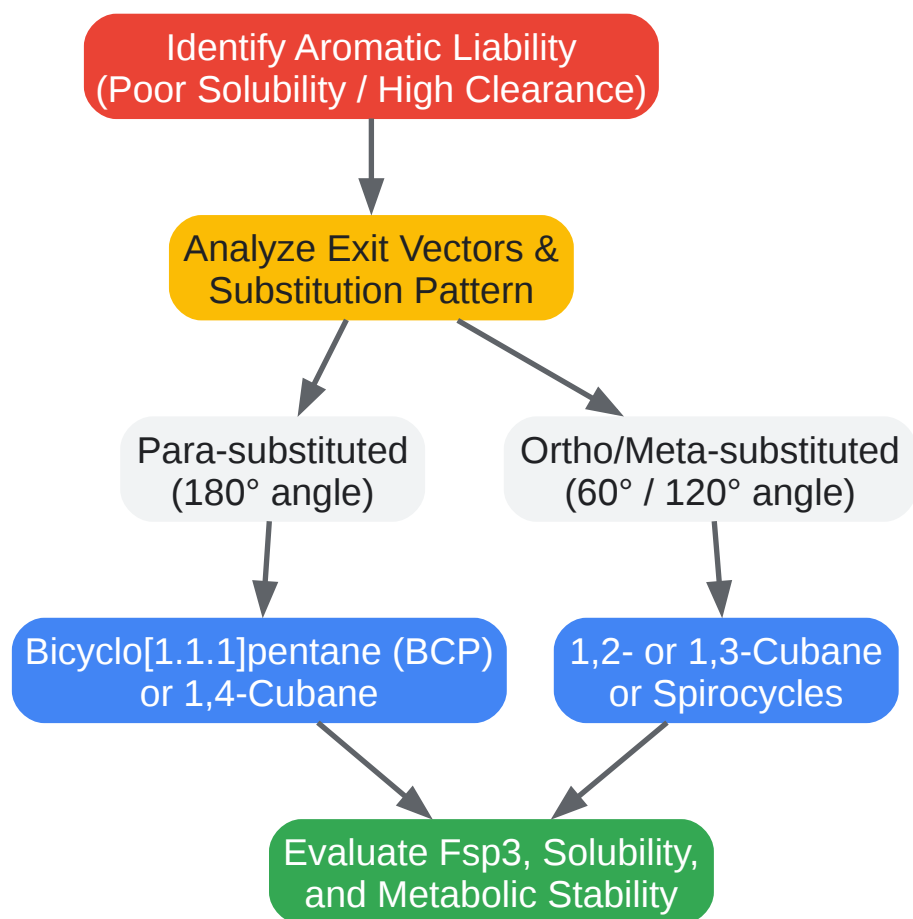 Identify Aromatic Liability
(Poor Solubility / High Clearance)
Analyze Exit Vectors &
Substitution Pattern
Para-substituted
(180° angle)
Ortho/Meta-substituted
(60° / 120° angle)
Bicyclo[1.1.1]pentane (BCP)
or 1,4-Cubane
1,2- or 1,3-Cubane
or Spirocycles
Evaluate Fsp3, Solubility,
and Metabolic Stability